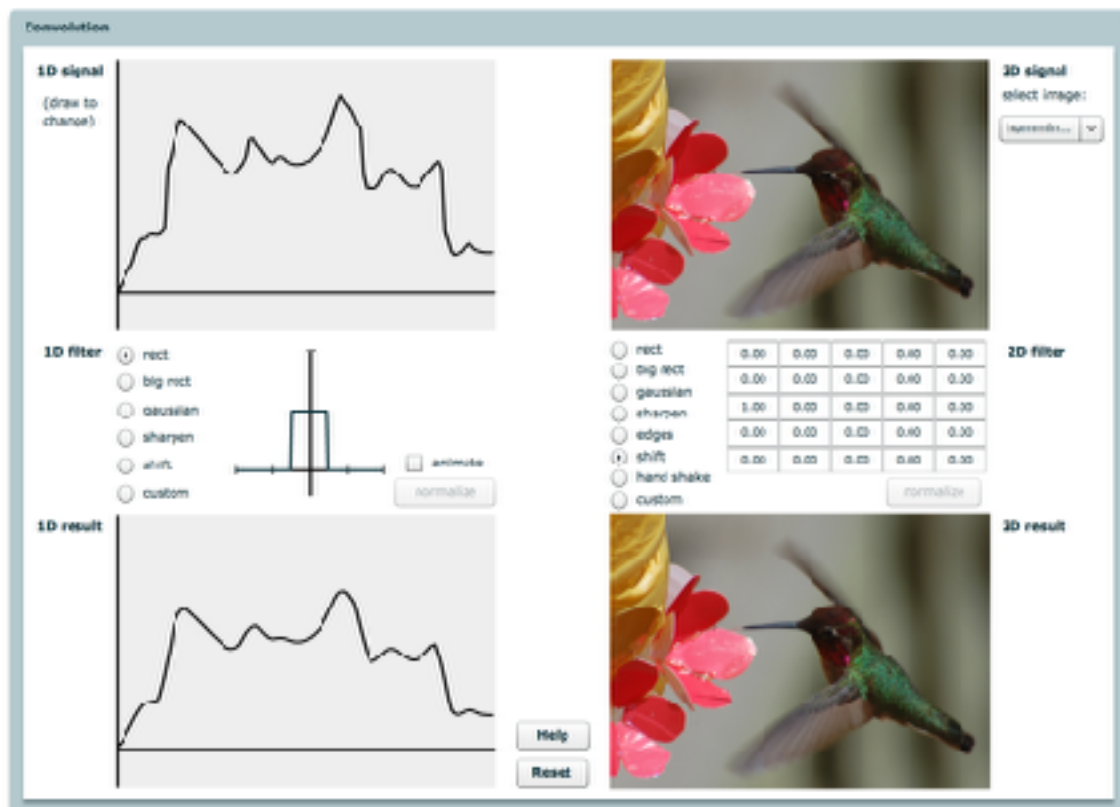 Convolution
1D signal
(draw to
change)
2D signal
select image:
1D filter
rect
big rect
gaussian
sharpen
shift
custom
animate
normalize
rect
big rect
gaussian
sharpen
edges
shift
hand shake
custom
0.00 0.00 0.00 0.00 0.00
0.00 0.00 0.00 0.00 0.00
1.00 0.00 0.00 0.00 0.00
0.00 0.00 0.00 0.00 0.00
0.00 0.00 0.00 0.00 0.00
normalize
2D filter
1D result
Help
Reset
2D result